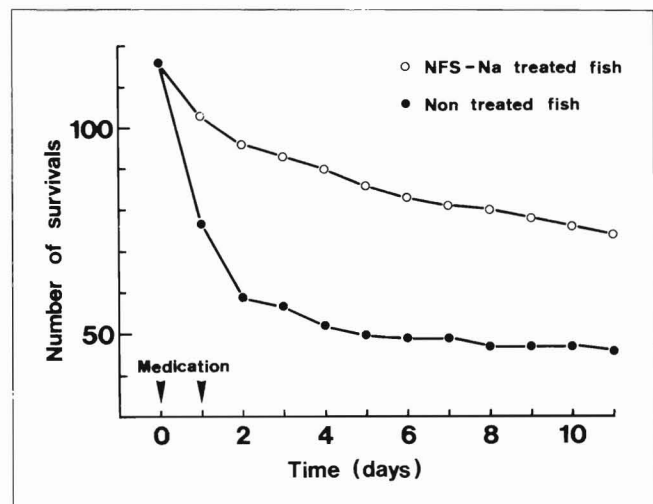 NFS-Na treated fish
Non treated fish
100
50
Number of survivals
Medication
0 2 4 6 8 10
Time (days)